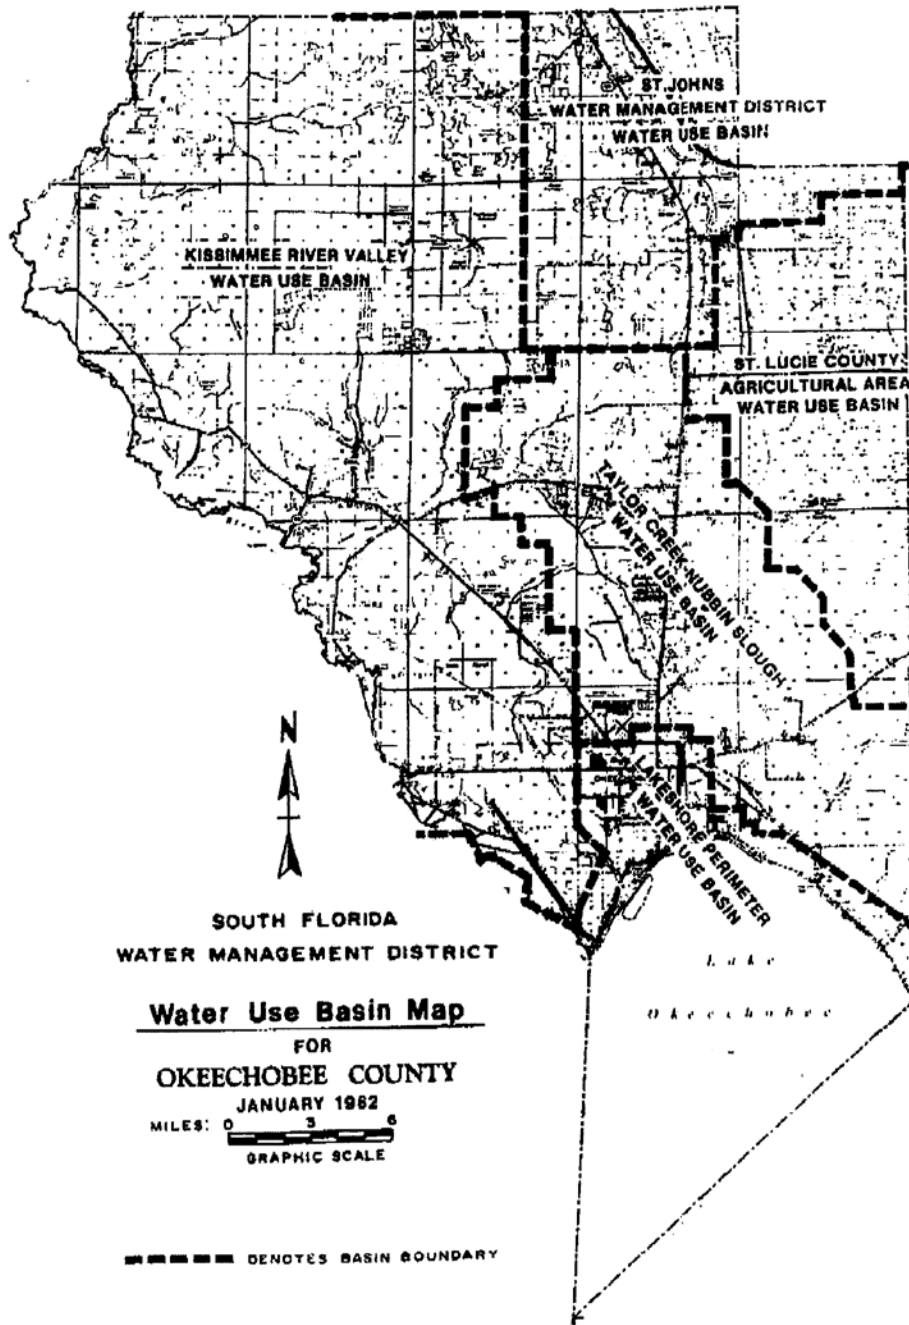 ST. JOHNS
WATER MANAGEMENT DISTRICT
WATER USE BASIN
KISSIMMEE RIVER VALLEY
WATER USE BASIN
ST. LUCIE COUNTY
AGRICULTURAL AREA
WATER USE BASIN
TAYLOR CREEK-NUBBIN SLOUGH
WATER USE BASIN
LAKESHORE PERIMETER
WATER USE BASIN
N
SOUTH FLORIDA
WATER MANAGEMENT DISTRICT
Lake
Okeechobee
Water Use Basin Map
FOR
OKEECHOBEE COUNTY
JANUARY 1982
MILES: 0 3 6
GRAPHIC SCALE
DENOTES BASIN BOUNDARY